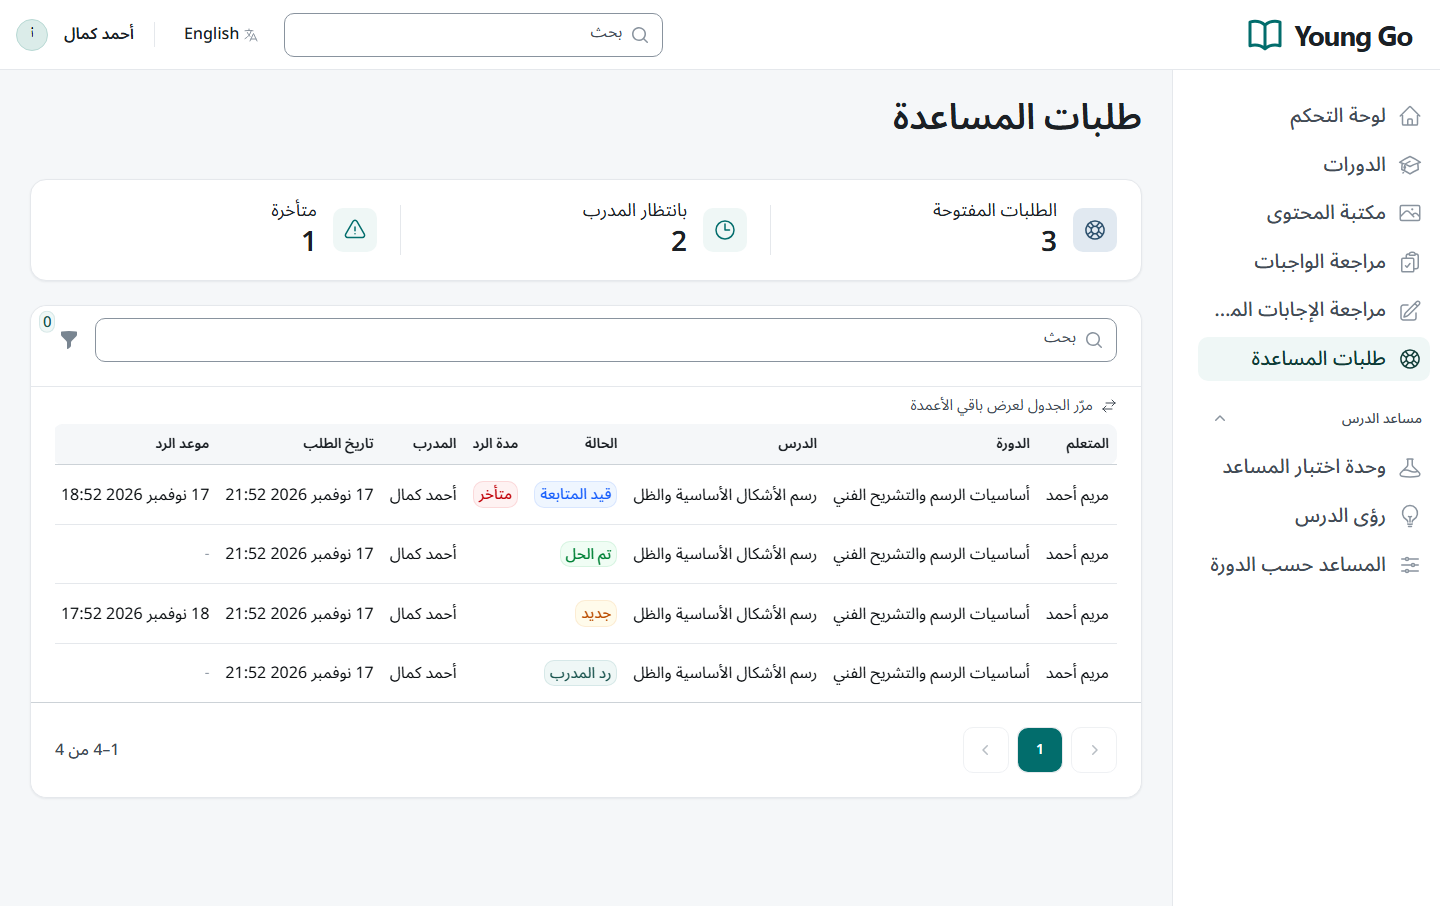 Young Go
بحث
English
أحمد كمال
أ
لوحة التحكم
الدورات
مكتبة المحتوى
مراجعة الواجبات
مراجعة الإجابات المـ...
طلبات المساعدة
مساعد الدرس
وحدة اختبار المساعد
رؤى الدرس
المساعد حسب الدورة
طلبات المساعدة
الطلبات المفتوحة
3
بانتظار المدرب
2
متأخرة
1
بحث
0
مرّر الجدول لعرض باقي الأعمدة
المتعلم الدورة الدرس الحالة مدة الرد المدرب تاريخ الطلب موعد الرد
مريم أحمد أساسيات الرسم والتشريح الفني رسم الأشكال الأساسية والظل قيد المتابعة متأخر أحمد كمال 17 نوفمبر 2026 21:52 17 نوفمبر 2026 18:52
مريم أحمد أساسيات الرسم والتشريح الفني رسم الأشكال الأساسية والظل تم الحل أحمد كمال 17 نوفمبر 2026 21:52 -
مريم أحمد أساسيات الرسم والتشريح الفني رسم الأشكال الأساسية والظل جديد أحمد كمال 17 نوفمبر 2026 21:52 18 نوفمبر 2026 17:52
مريم أحمد أساسيات الرسم والتشريح الفني رسم الأشكال الأساسية والظل رد المدرب أحمد كمال 17 نوفمبر 2026 21:52 -
1
1–4 من 4